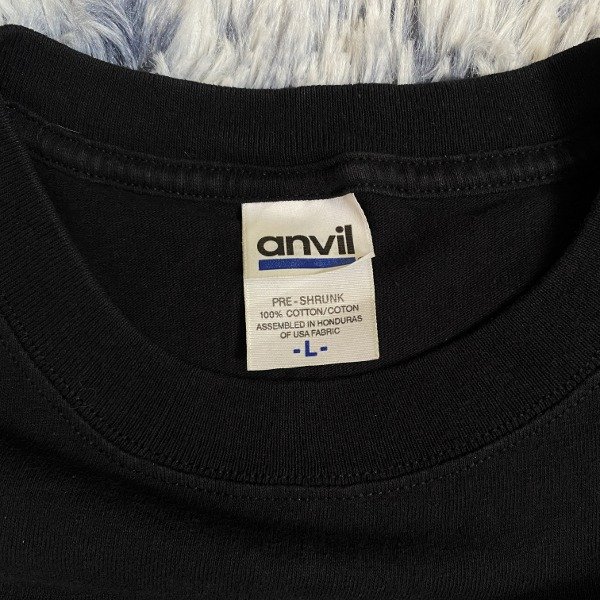 anvil
PRE-SHRUNK
100% COTTON/COTON
ASSEMBLED IN HONDURAS
OF USA FABRIC
-L-